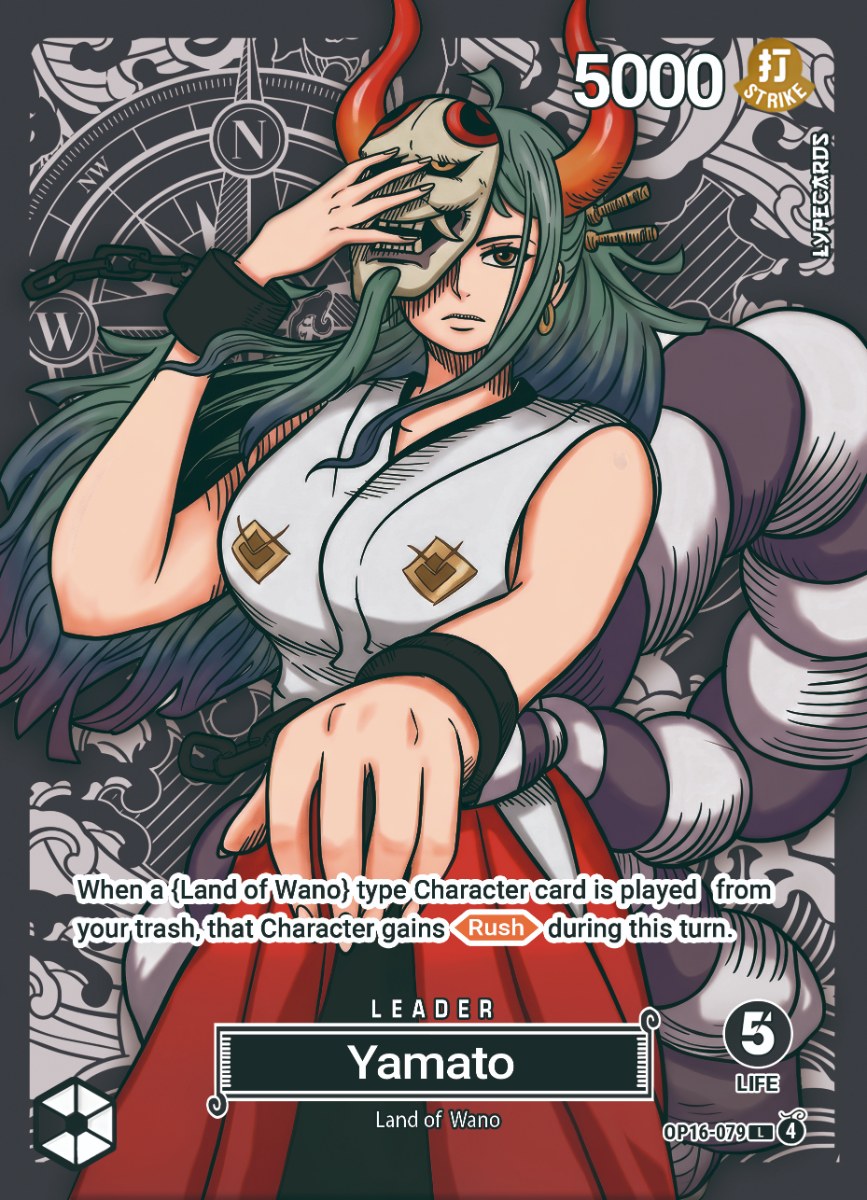 5000
打
STRIKE
LYPECARDS
N
NW
W
When a {Land of Wano} type Character card is played from
your trash, that Character gains Rush during this turn.
LEADER
Yamato
5
LIFE
Land of Wano
OP16-079 L 4